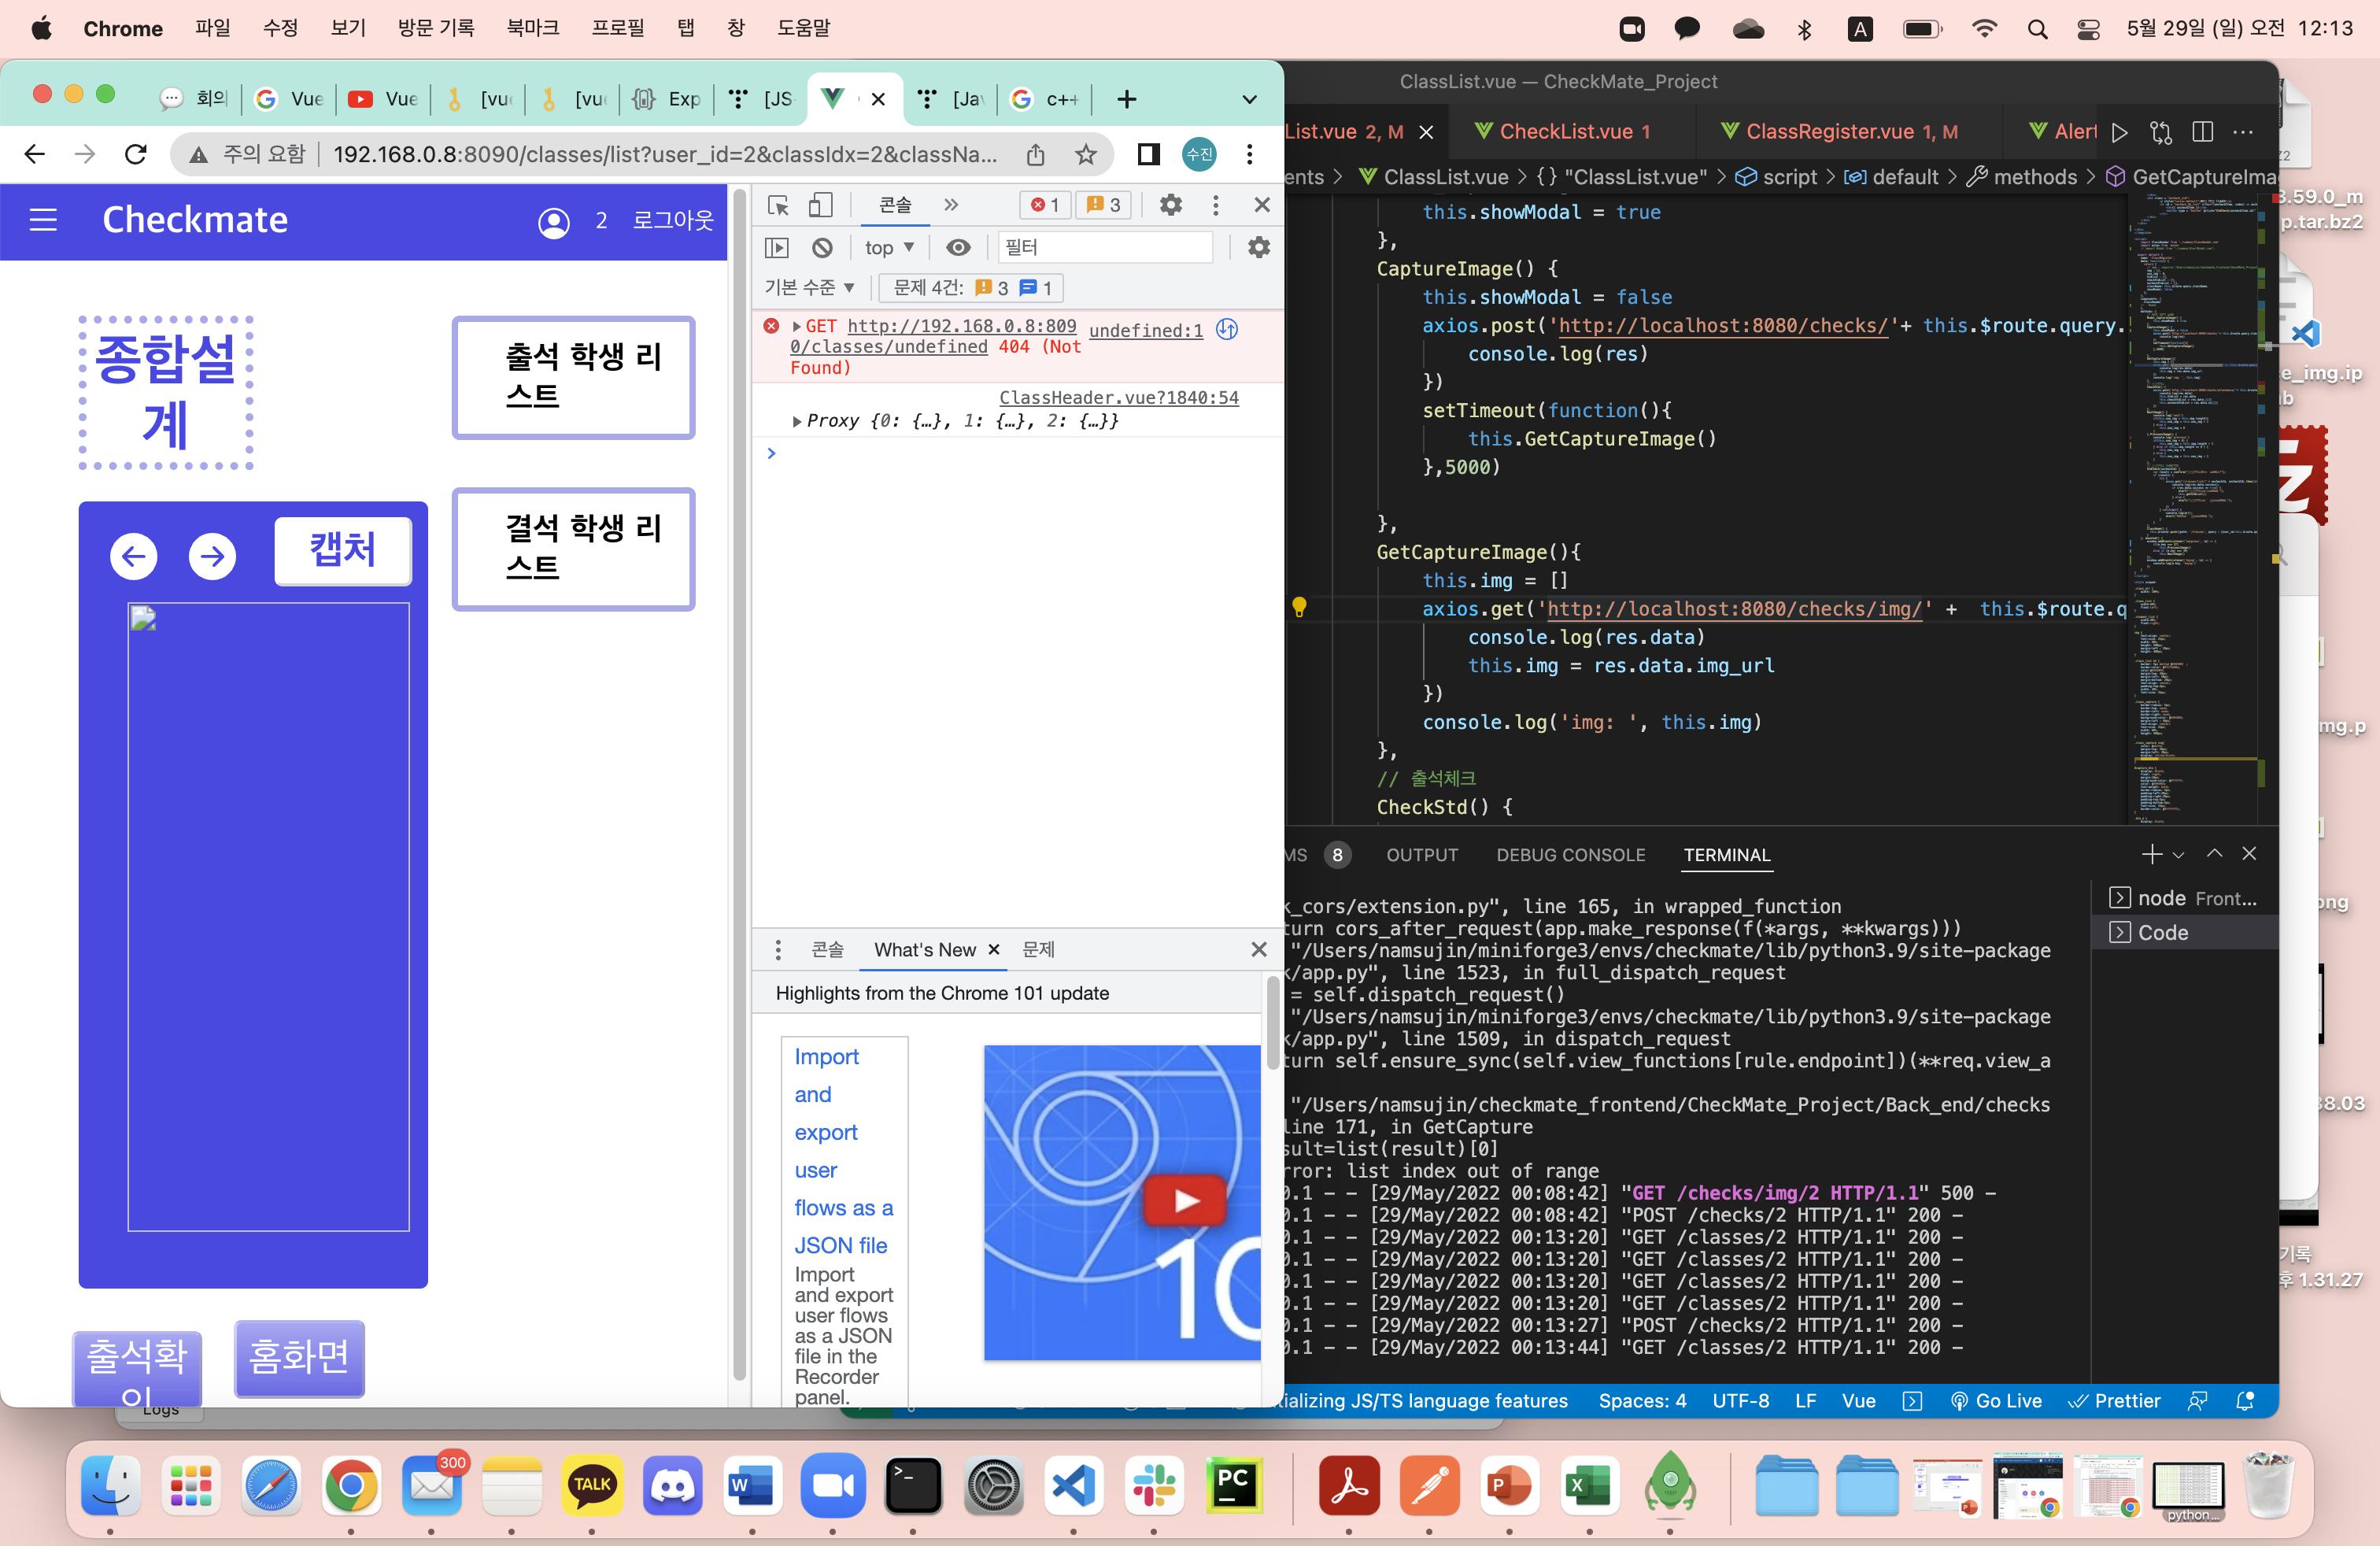 Chrome 파일 수정 보기 방문 기록 북마크 프로필 탭 창 도움말
A 5월 29일 (일) 오전 12:13
회의 Vue Vue [vue [vue Exp [JS [Jav c++
주의 요함 192.168.0.8:8090/classes/list?user_id=2&classIdx=2&classNa...
수진
Checkmate 2 로그아웃
종합설
계
출석 학생 리
스트
결석 학생 리
스트
캡처
출석확
인
홈화면
콘솔 1 3
top 필터
기본 수준 문제 4건: 3 1
GET http://192.168.0.8:809 undefined:1
0/classes/undefined 404 (Not
Found)
ClassHeader.vue?1840:54
Proxy {0: {…}, 1: {…}, 2: {…}}
콘솔 What's New 문제
Highlights from the Chrome 101 update
Import
and
export
user
flows as a
JSON file
Import
and export
user flows
as a JSON
file in the
Recorder
panel.
10
Logs
ClassList.vue — CheckMate_Project
List.vue 2, M CheckList.vue 1 ClassRegister.vue 1, M Alert
ents > ClassList.vue > {} "ClassList.vue" > script > default > methods > GetCaptureIma
this.showModal = true
},
CaptureImage() {
this.showModal = false
axios.post('http://localhost:8080/checks/'+ this.$route.query.
console.log(res)
})
setTimeout(function(){
this.GetCaptureImage()
},5000)
},
GetCaptureImage(){
this.img = []
axios.get('http://localhost:8080/checks/img/' + this.$route.q
console.log(res.data)
this.img = res.data.img_url
})
console.log('img: ', this.img)
},
// 출석체크
CheckStd() {
MS 8 OUTPUT DEBUG CONSOLE TERMINAL
k_cors/extension.py", line 165, in wrapped_function
turn cors_after_request(app.make_response(f(*args, **kwargs)))
"/Users/namsujin/miniforge3/envs/checkmate/lib/python3.9/site-package
k/app.py", line 1523, in full_dispatch_request
= self.dispatch_request()
"/Users/namsujin/miniforge3/envs/checkmate/lib/python3.9/site-package
k/app.py", line 1509, in dispatch_request
turn self.ensure_sync(self.view_functions[rule.endpoint])(**req.view_a
"/Users/namsujin/checkmate_frontend/CheckMate_Project/Back_end/checks
line 171, in GetCapture
sult=list(result)[0]
rror: list index out of range
0.1 - - [29/May/2022 00:08:42] "GET /checks/img/2 HTTP/1.1" 500 -
0.1 - - [29/May/2022 00:08:42] "POST /checks/2 HTTP/1.1" 200 -
0.1 - - [29/May/2022 00:13:20] "GET /classes/2 HTTP/1.1" 200 -
0.1 - - [29/May/2022 00:13:20] "GET /classes/2 HTTP/1.1" 200 -
0.1 - - [29/May/2022 00:13:20] "GET /classes/2 HTTP/1.1" 200 -
0.1 - - [29/May/2022 00:13:20] "GET /classes/2 HTTP/1.1" 200 -
0.1 - - [29/May/2022 00:13:27] "POST /checks/2 HTTP/1.1" 200 -
0.1 - - [29/May/2022 00:13:44] "GET /classes/2 HTTP/1.1" 200 -
node Front...
Code
tializing JS/TS language features Spaces: 4 UTF-8 LF Vue Go Live Prettier
3.59.0_m
p.tar.bz2
e_img.ip
b
mg.p
ong
38.03
기록
후 1.31.27
300
TALK
W
PC
P
X
python...